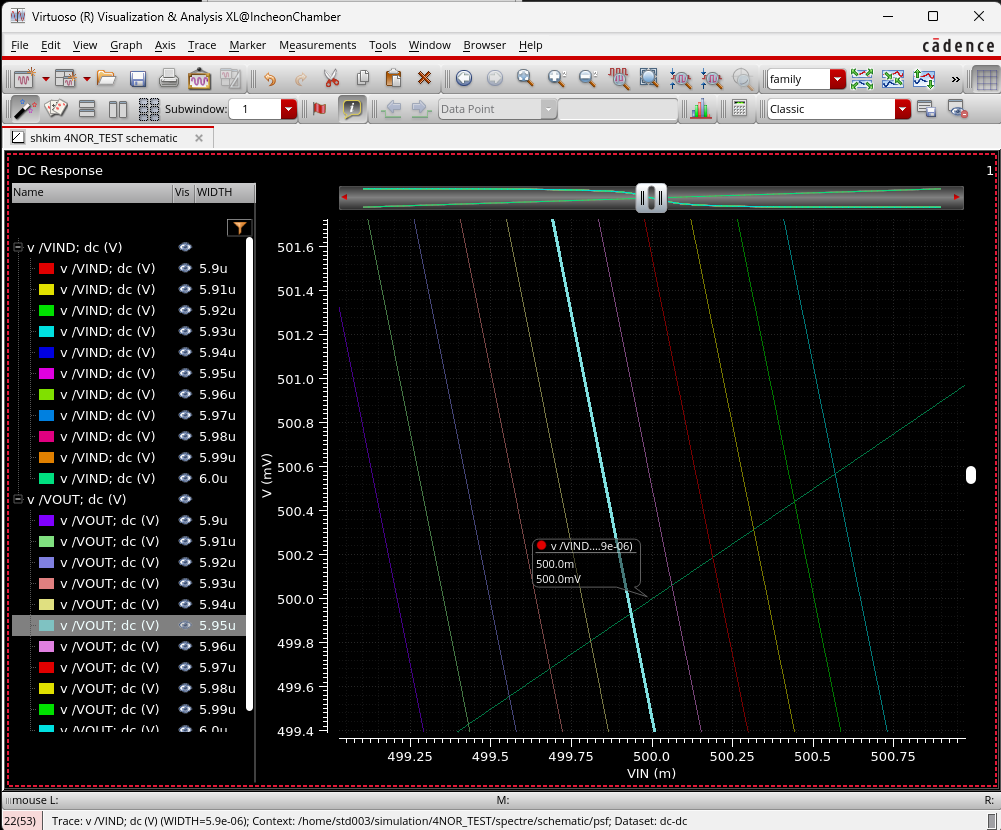 Virtuoso (R) Visualization & Analysis XL@IncheonChamber
File Edit View Graph Axis Trace Marker Measurements Tools Window Browser Help
cādence
family
Subwindow: 1
Data Point
Classic
shkim 4NOR_TEST schematic
DC Response
1
Name Vis WIDTH
v /VIND; dc (V)
v /VIND; dc (V) 5.9u
v /VIND; dc (V) 5.91u
v /VIND; dc (V) 5.92u
v /VIND; dc (V) 5.93u
v /VIND; dc (V) 5.94u
v /VIND; dc (V) 5.95u
v /VIND; dc (V) 5.96u
v /VIND; dc (V) 5.97u
v /VIND; dc (V) 5.98u
v /VIND; dc (V) 5.99u
v /VIND; dc (V) 6.0u
v /VOUT; dc (V)
v /VOUT; dc (V) 5.9u
v /VOUT; dc (V) 5.91u
v /VOUT; dc (V) 5.92u
v /VOUT; dc (V) 5.93u
v /VOUT; dc (V) 5.94u
v /VOUT; dc (V) 5.95u
v /VOUT; dc (V) 5.96u
v /VOUT; dc (V) 5.97u
v /VOUT; dc (V) 5.98u
v /VOUT; dc (V) 5.99u
v /VOUT; dc (V) 6.0u
V (mV)
501.6
501.4
501.2
501.0
500.8
500.6
500.4
500.2
500.0
499.8
499.6
499.4
v /VIND....9e-06)
500.0m
500.0mV
499.25 499.5 499.75 500.0 500.25 500.5 500.75
VIN (m)
mouse L: M: R:
22(53) Trace: v /VIND; dc (V) (WIDTH=5.9e-06); Context: /home/std003/simulation/4NOR_TEST/spectre/schematic/psf; Dataset: dc-dc